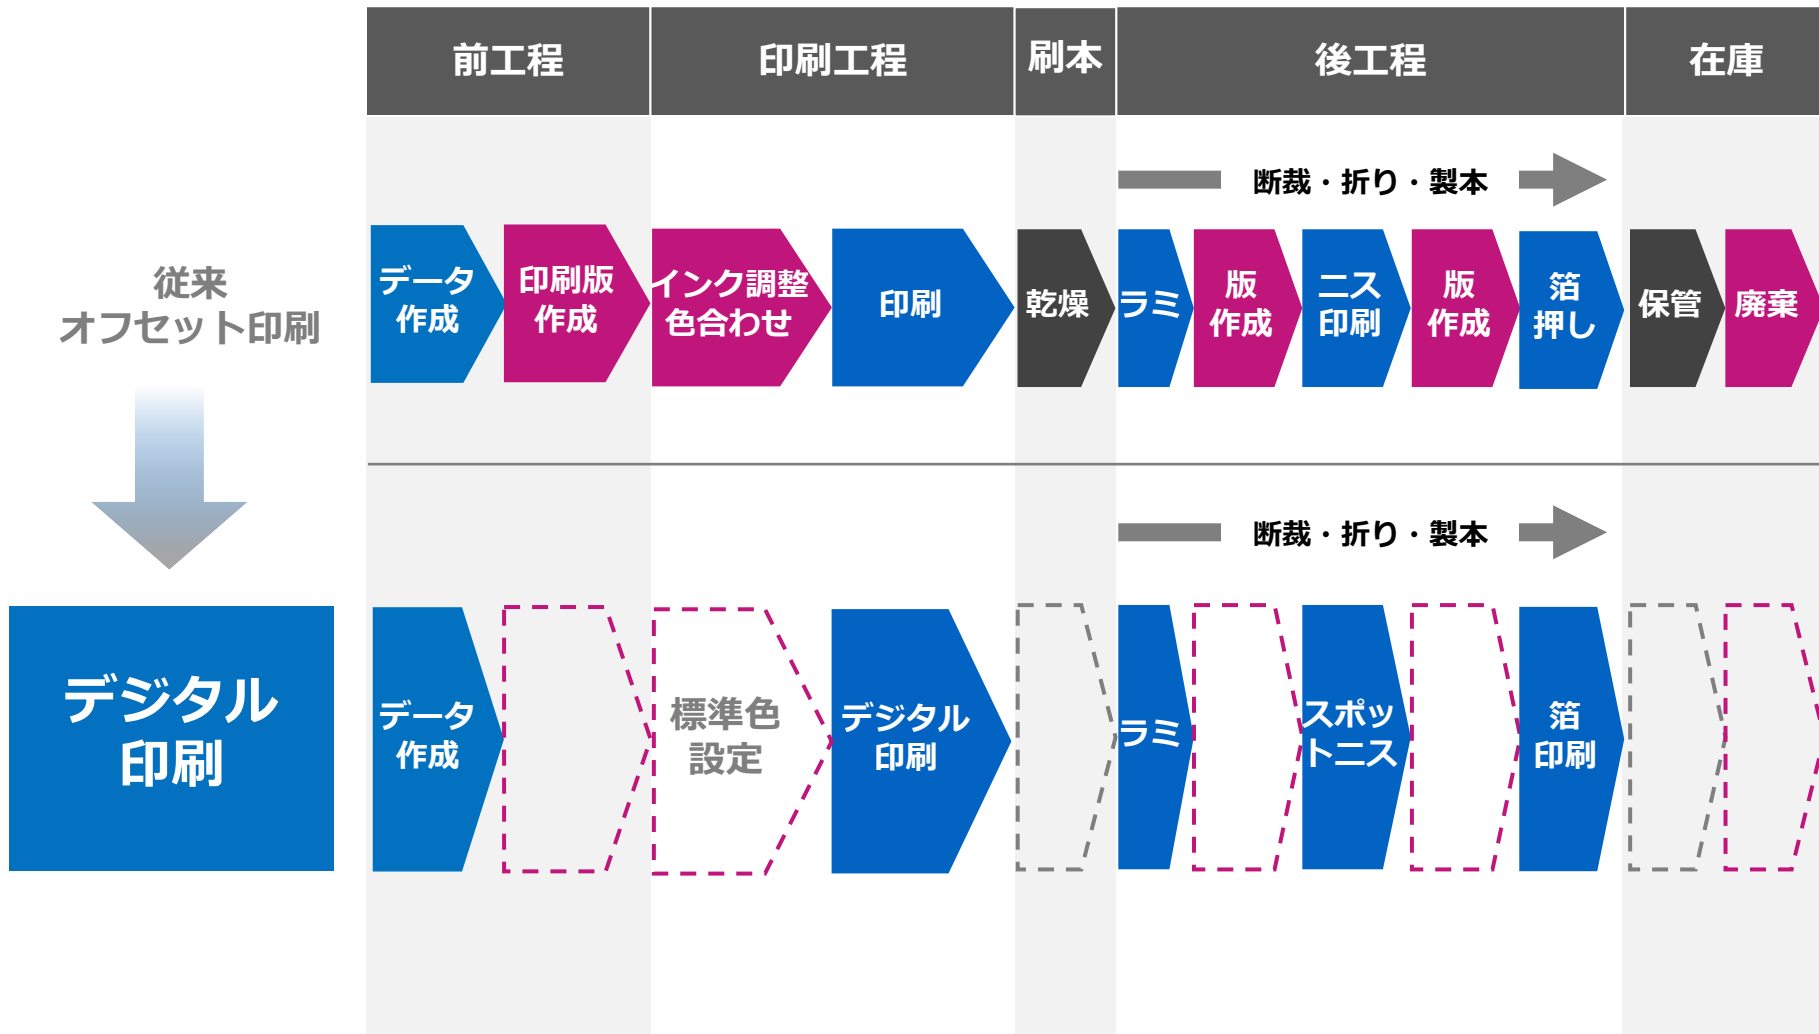 前工程
印刷工程
刷本
後工程
在庫
断裁・折り・製本
従来
オフセット印刷
データ
作成
印刷版
作成
インク調整
色合わせ
印刷
乾燥
ラミ
版
作成
ニス
印刷
版
作成
箔
押し
保管
廃棄
断裁・折り・製本
デジタル
印刷
データ
作成
標準色
設定
デジタル
印刷
ラミ
スポッ
トニス
箔
印刷